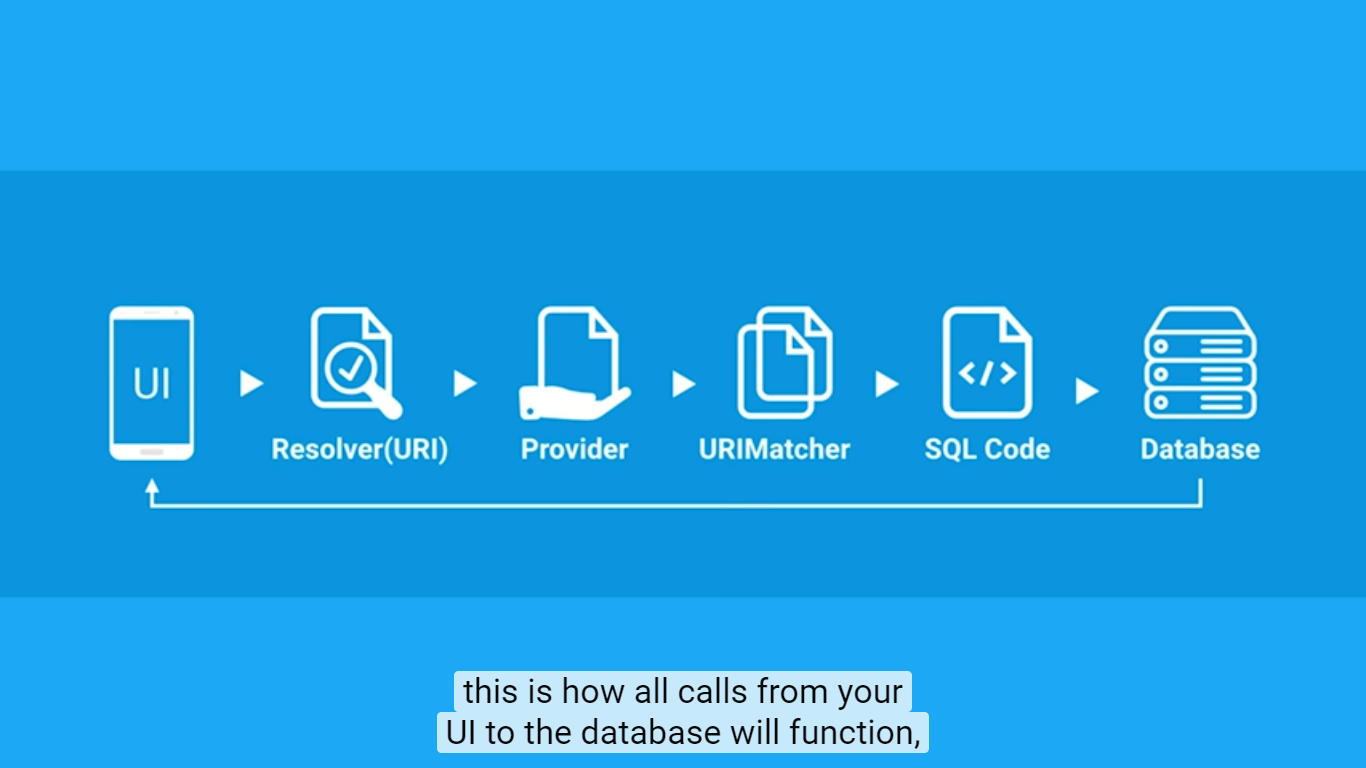 UI
Resolver(URI)
Provider
URIMatcher
SQL Code
Database
this is how all calls from your
UI to the database will function,